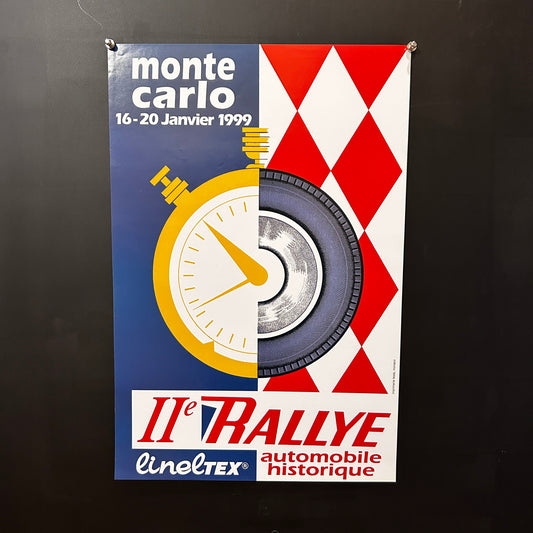 monte
carlo
16-20 Janvier 1999
IIe RALLYE
linelTEX®
automobile
historique